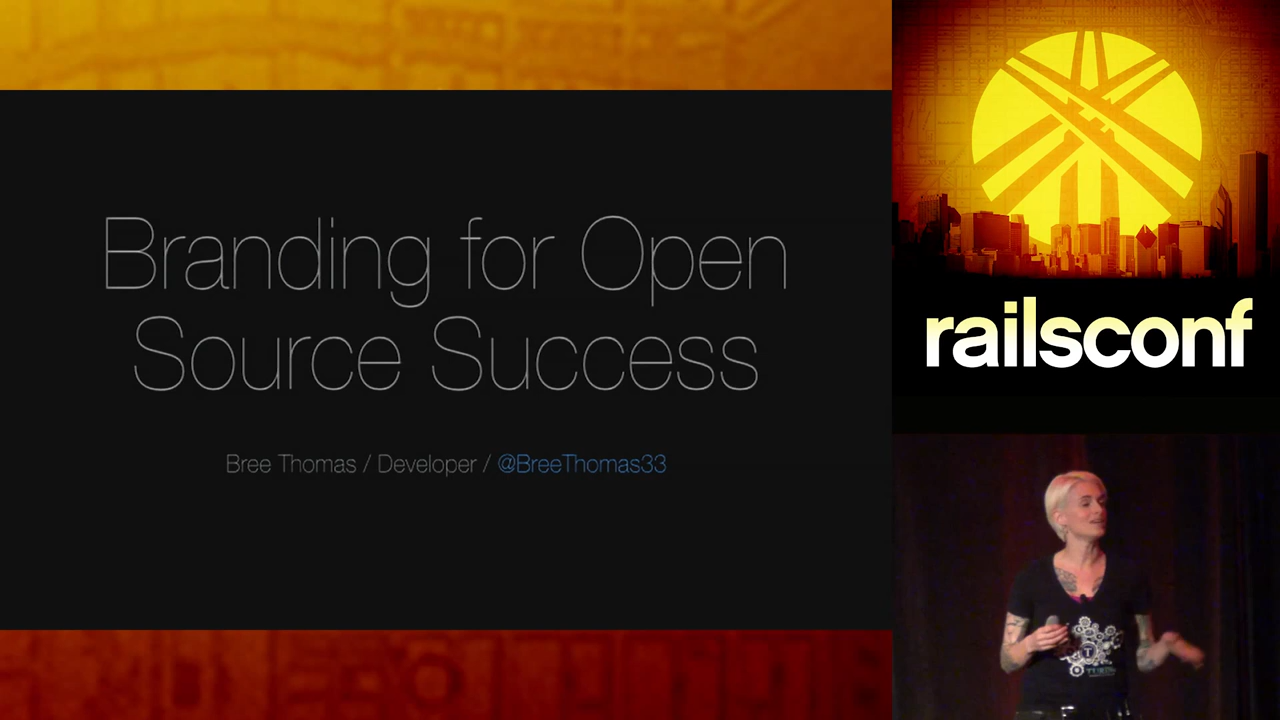 Branding for Open
Source Success
Bree Thomas / Developer / @BreeThomas33
railsconf
T